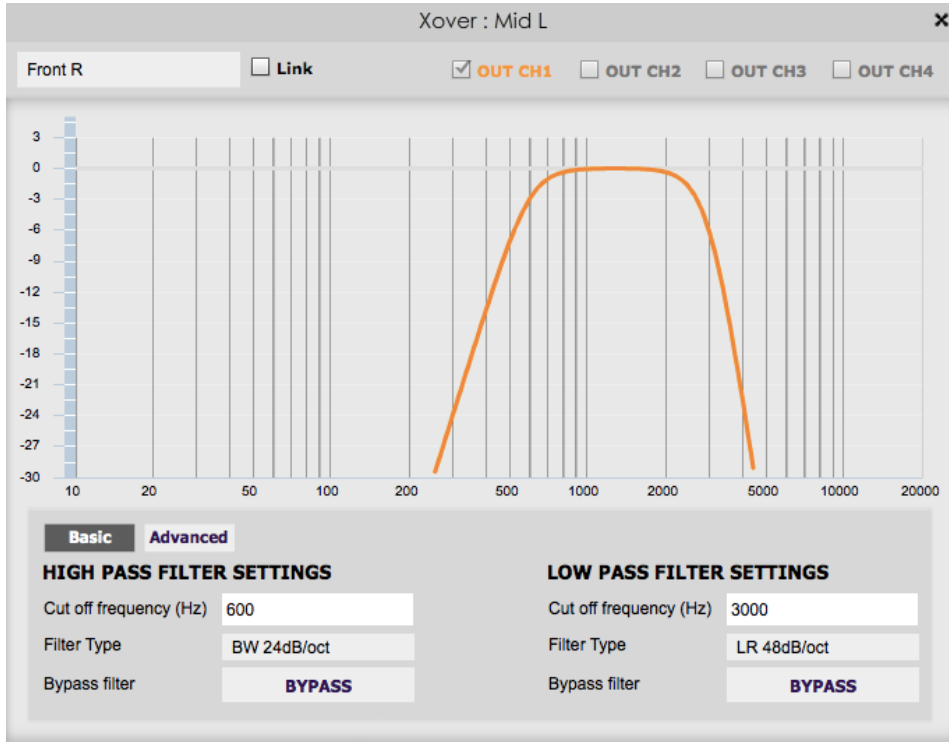 Xover : Mid L ×
Front R Link OUT CH1 OUT CH2 OUT CH3 OUT CH4
3
0
-3
-6
-9
-12
-15
-18
-21
-24
-27
-30
10 20 50 100 200 500 1000 2000 5000 10000 20000
Basic Advanced
HIGH PASS FILTER SETTINGS LOW PASS FILTER SETTINGS
Cut off frequency (Hz) 600 Cut off frequency (Hz) 3000
Filter Type BW 24dB/oct Filter Type LR 48dB/oct
Bypass filter BYPASS Bypass filter BYPASS